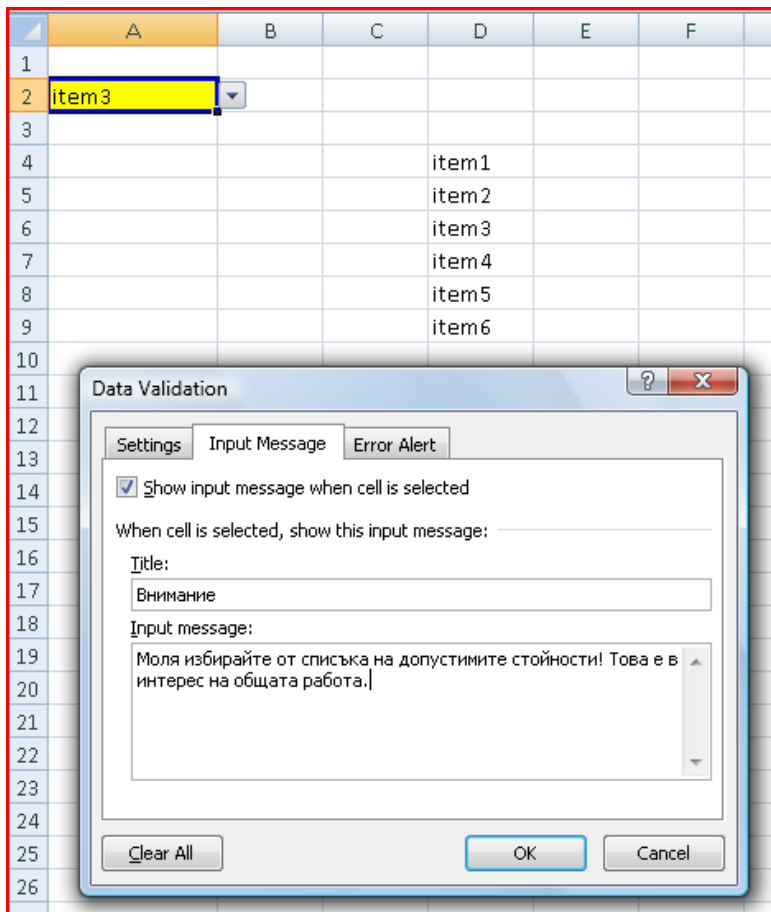 A B C D E F
1
2 item3
3
4 item1
5 item2
6 item3
7 item4
8 item5
9 item6
10
11
12
13
14
15
16
17
18
19
20
21
22
23
24
25
26
Data Validation ? X
Settings Input Message Error Alert
Show input message when cell is selected
When cell is selected, show this input message:
Title:
Внимание
Input message:
Моля избирайте от списъка на допустимите стойности! Това е в
интерес на общата работа.
Clear All OK Cancel